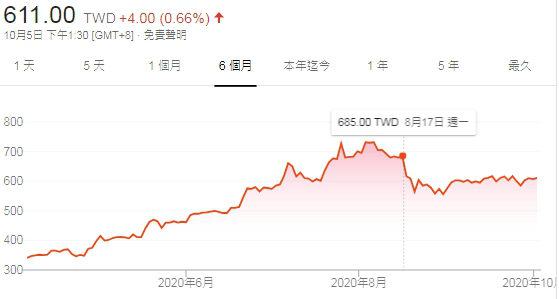 611.00 TWD +4.00 (0.66%)
10月5日 下午1:30 [GMT+8] · 免責聲明
1 天 5 天 1 個月 6 個月 本年迄今 1 年 5 年 最久
685.00 TWD 8月17日 週一
800
700
600
500
400
300
2020年6月 2020年8月 2020年10